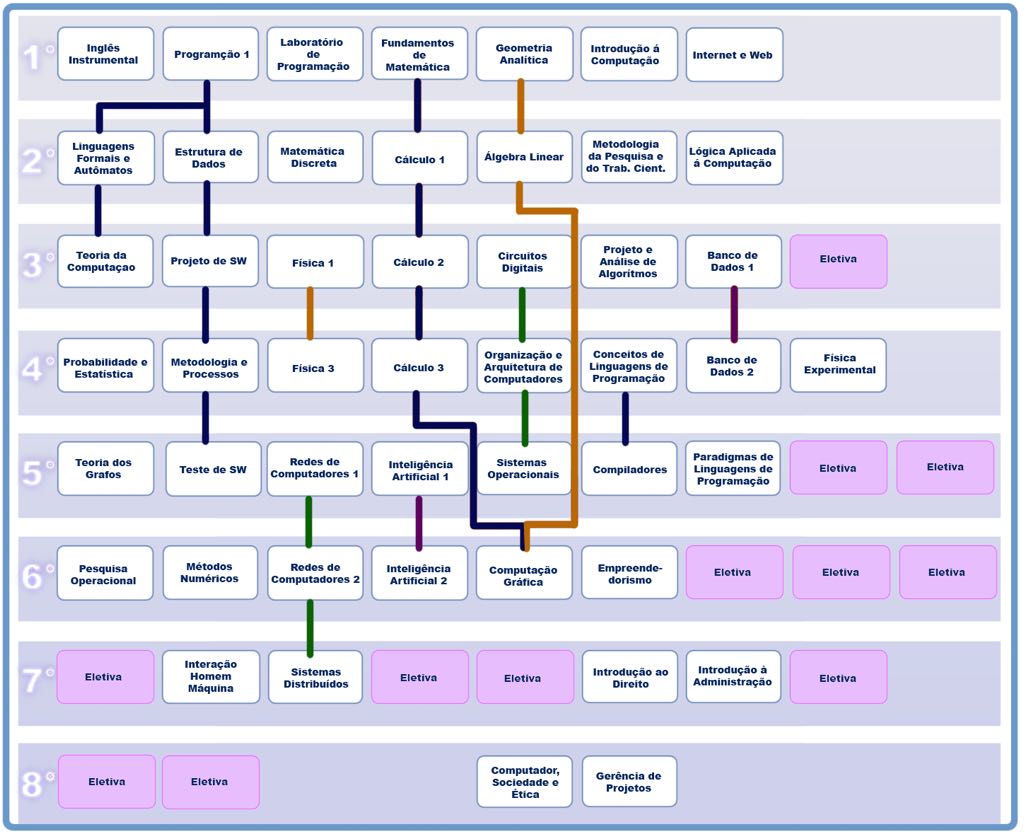 1°
Inglês
Instrumental
Programção 1
Laboratório
de
Programação
Fundamentos
de
Matemática
Geometria
Analítica
Introdução á
Computação
Internet e Web
2°
Linguagens
Formais e
Autômatos
Estrutura de
Dados
Matemática
Discreta
Cálculo 1
Álgebra Linear
Metodologia
da Pesquisa e
do Trab. Cient.
Lógica Aplicada
á Computação
3°
Teoria da
Computaçao
Projeto de SW
Física 1
Cálculo 2
Circuitos
Digitais
Projeto e
Análise de
Algorítmos
Banco de
Dados 1
Eletiva
4°
Probabilidade e
Estatística
Metodologia e
Processos
Física 3
Cálculo 3
Organização e
Arquitetura de
Computadores
Conceitos de
Linguagens de
Programação
Banco de
Dados 2
Física
Experimental
5°
Teoria dos
Grafos
Teste de SW
Redes de
Computadores 1
Inteligência
Artificial 1
Sistemas
Operacionais
Compiladores
Paradigmas de
Linguagens de
Programação
Eletiva
Eletiva
6°
Pesquisa
Operacional
Métodos
Numéricos
Redes de
Computadores 2
Inteligência
Artificial 2
Computação
Gráfica
Empreende-
dorismo
Eletiva
Eletiva
Eletiva
7°
Eletiva
Interação
Homem
Máquina
Sistemas
Distribuídos
Eletiva
Eletiva
Introdução ao
Direito
Introdução à
Administração
Eletiva
8°
Eletiva
Eletiva
Computador,
Sociedade e
Ética
Gerência de
Projetos